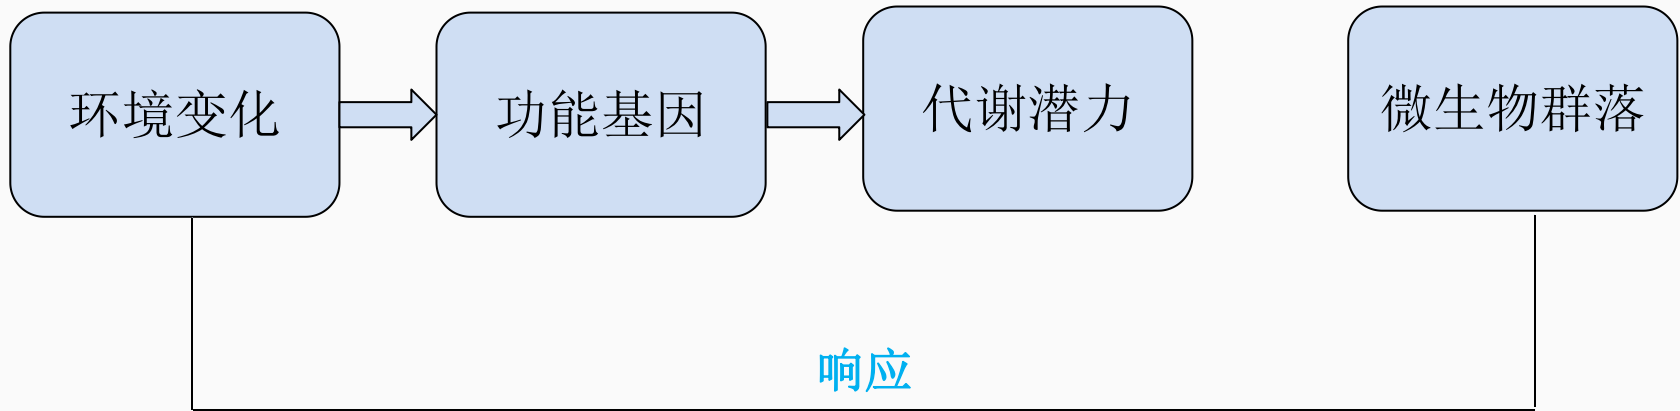 环境变化
功能基因
代谢潜力
微生物群落
响应